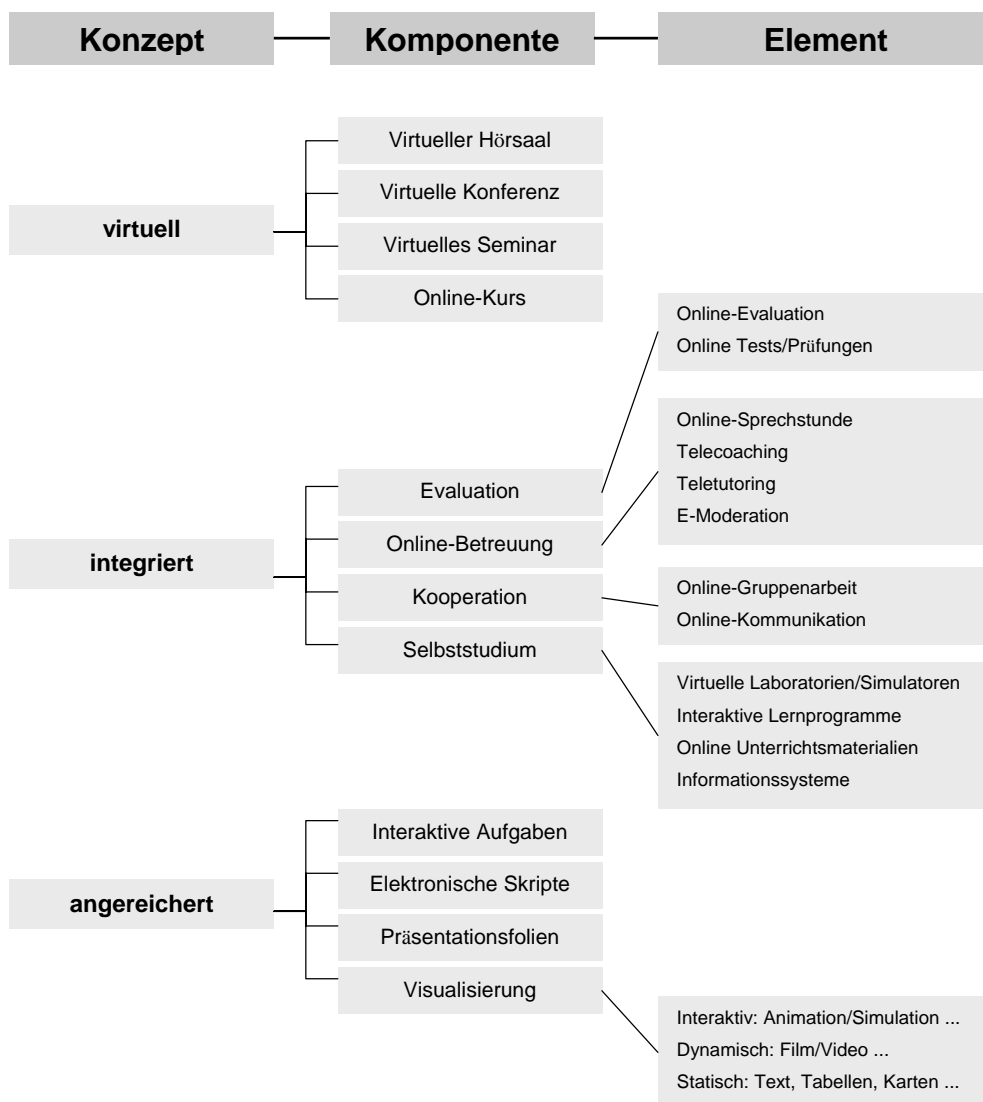 Konzept
Komponente
Element
virtuell
Virtueller Hörsaal
Virtuelle Konferenz
Virtuelles Seminar
Online-Kurs
integriert
Evaluation
Online-Betreuung
Kooperation
Selbststudium
Online-Evaluation
Online Tests/Prüfungen
Online-Sprechstunde
Telecoaching
Teletutoring
E-Moderation
Online-Gruppenarbeit
Online-Kommunikation
Virtuelle Laboratorien/Simulatoren
Interaktive Lernprogramme
Online Unterrichtsmaterialien
Informationssysteme
angereichert
Interaktive Aufgaben
Elektronische Skripte
Präsentationsfolien
Visualisierung
Interaktiv: Animation/Simulation ...
Dynamisch: Film/Video ...
Statisch: Text, Tabellen, Karten ...